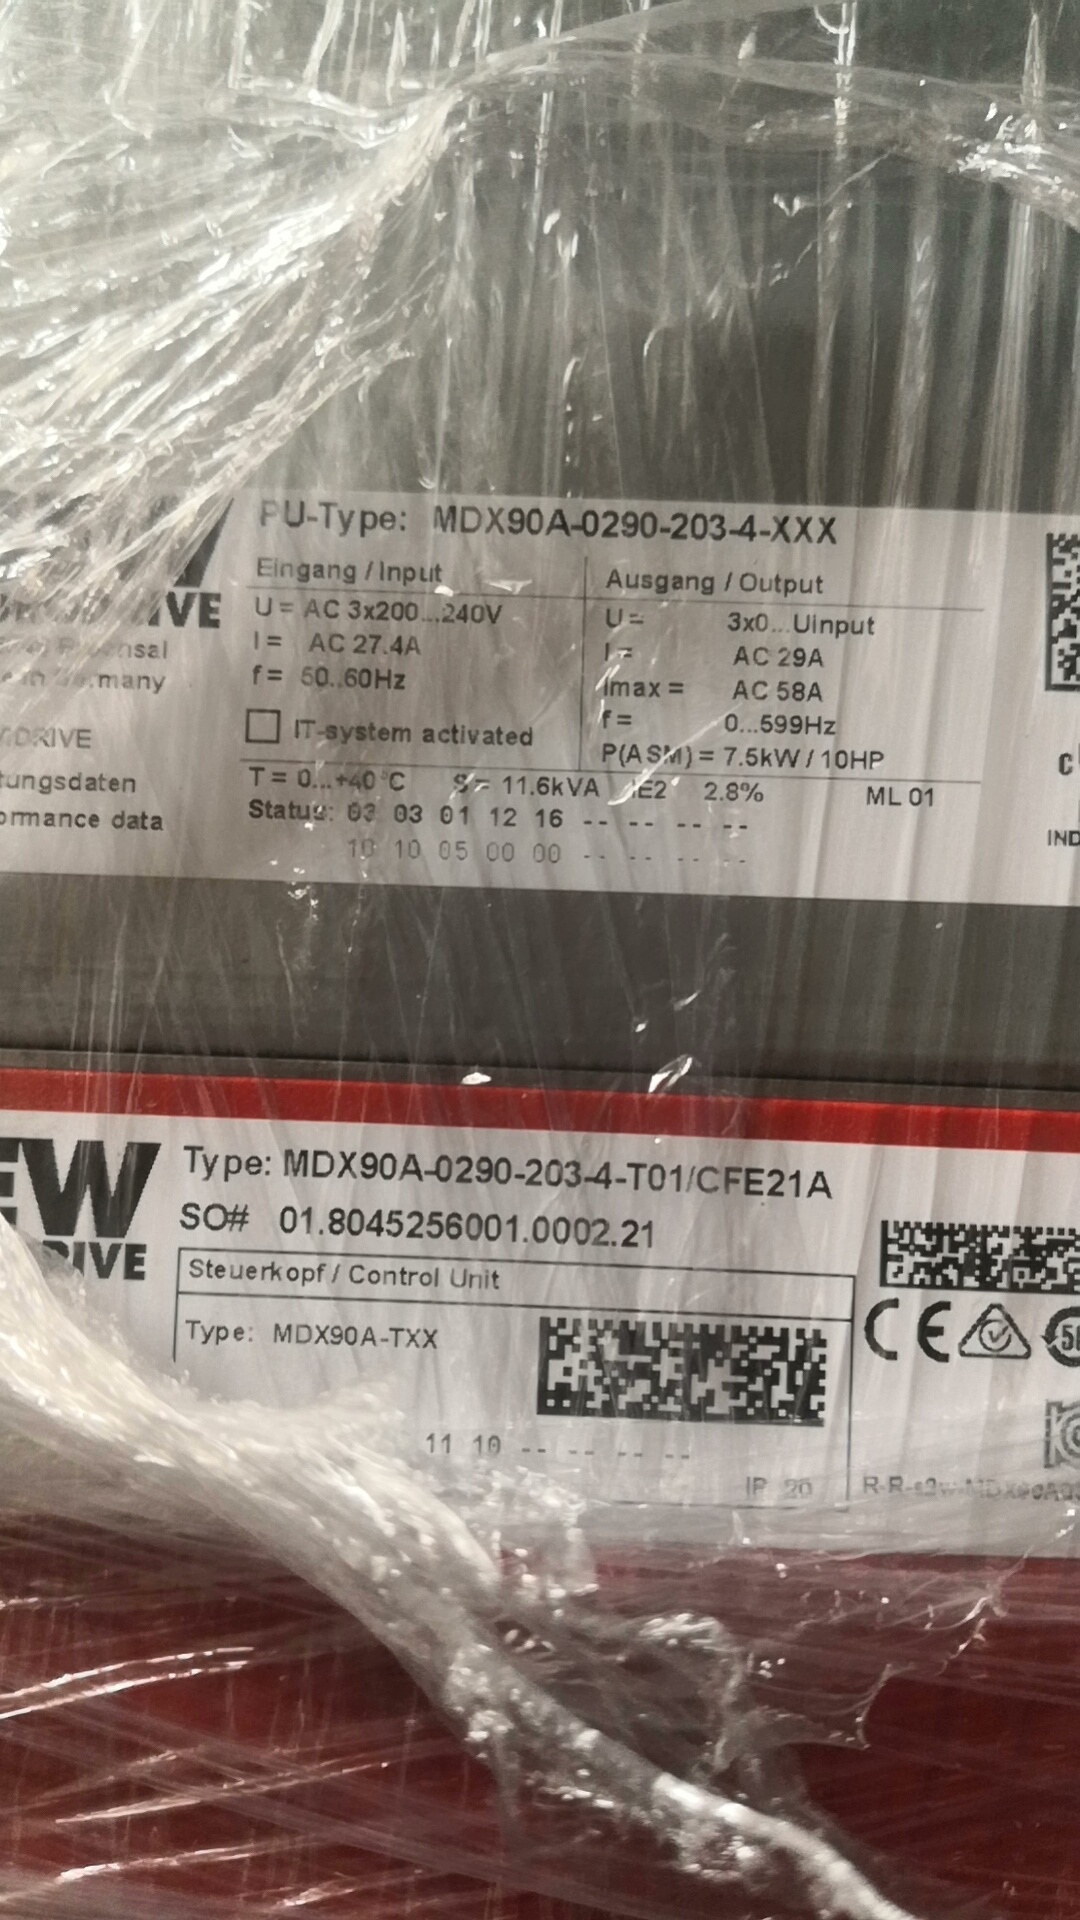 PU-Type: MDX90A-0290-203-4-XXX
Eingang / Input
Ausgang / Output
U= AC 3x200...240V
U= 3x0...Uinput
I= AC 27.4A
I= AC 29A
f= 50..60Hz
Imax = AC 58A
IT-system activated
f= 0...599Hz
P(ASM) = 7.5kW / 10HP
T= 0...+40°C S= 11.6kVA IE2 2.8% ML 01
Status: 03 03 01 12 16 -- -- -- --
10 10 05 00 00 -- -- -- --
EW
Type: MDX90A-0290-203-4-T01/CFE21A
SO# 01.8045256001.0002.21
Steuerkopf / Control Unit
Type: MDX90A-TXX
CE
11 10 -- -- -- --
IP 20